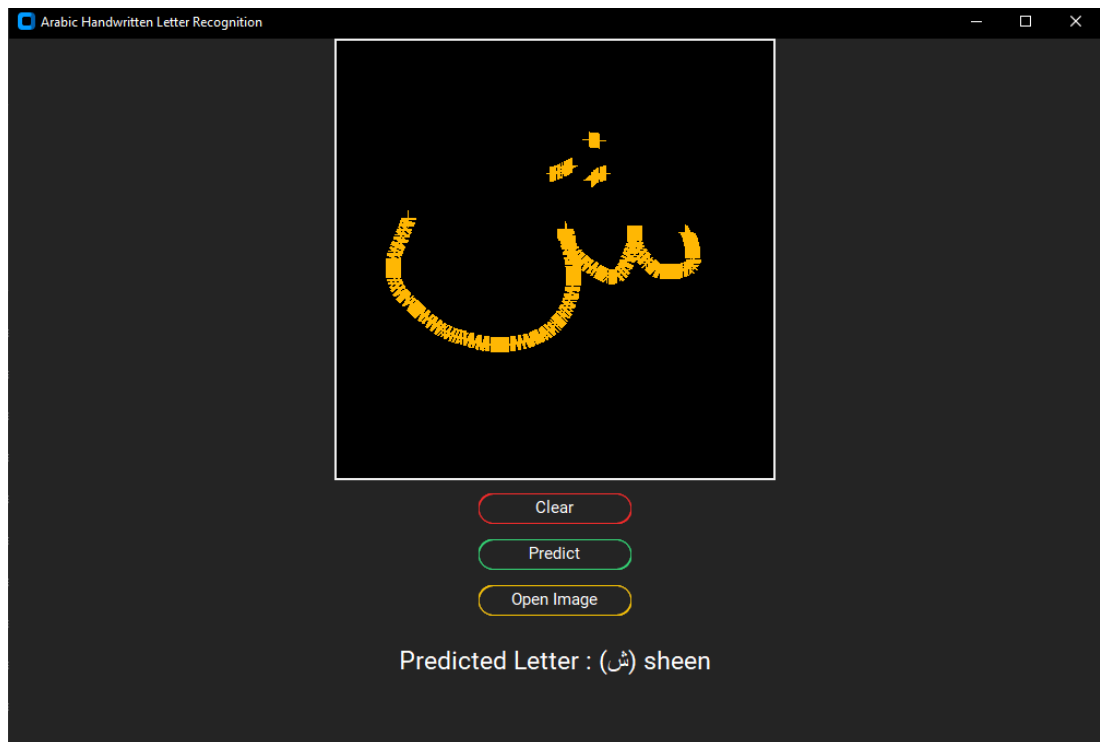 Arabic Handwritten Letter Recognition
ش
Clear
Predict
Open Image
Predicted Letter : (ش) sheen